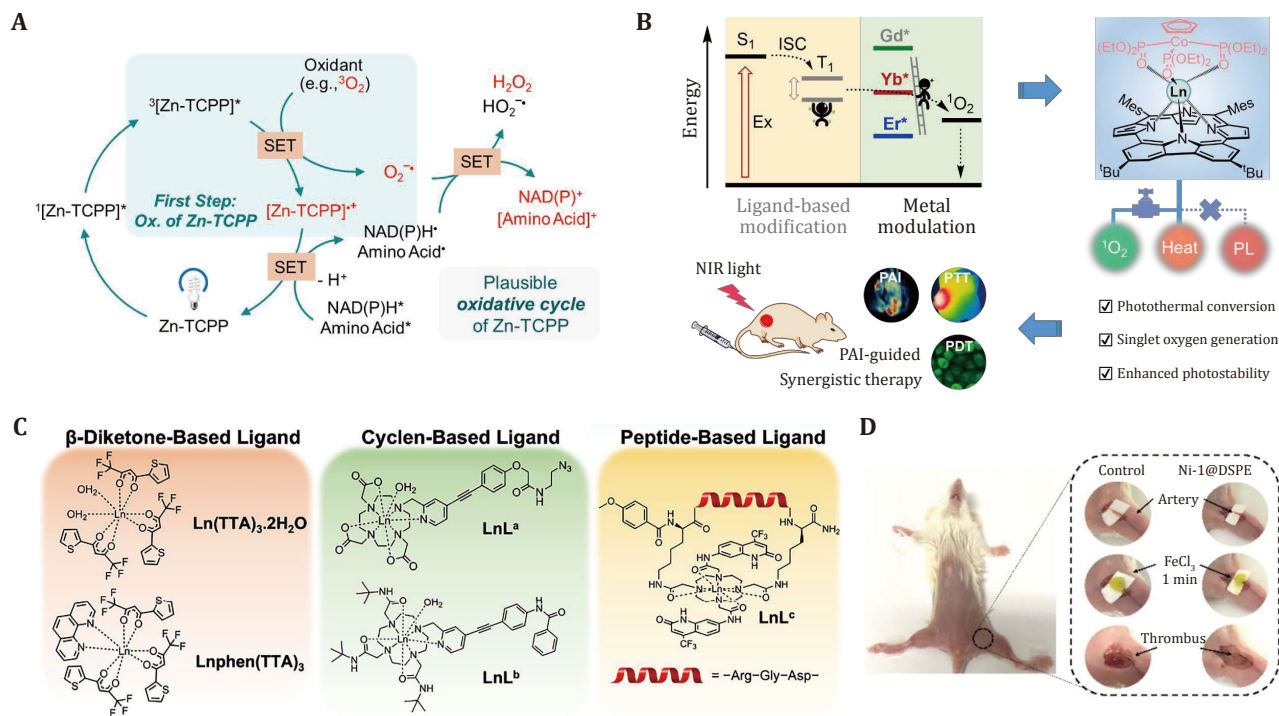 A
Oxidant
(e.g.,³O₂)
³[Zn-TCPP]*
SET
H₂O₂
HO₂⁻•
SET
O₂⁻•
First Step:
Ox. of Zn-TCPP
[Zn-TCPP]•⁺
NAD(P)⁺
[Amino Acid]⁺
¹[Zn-TCPP]*
NAD(P)H•
Amino Acid•
SET
- H⁺
Zn-TCPP
NAD(P)H*
Amino Acid*
Plausible
oxidative cycle
of Zn-TCPP
B
Energy
S₁
ISC
T₁
Ex
Gd*
Yb*
Er*
¹O₂
Ligand-based
modification
Metal
modulation
(EtO)₂P
Co
P(OEt)₂
P(OEt)₂
O
O
O
Ln
Mes
Mes
N
N
N
ᵗBu
ᵗBu
¹O₂
Heat
PL
Photothermal conversion
Singlet oxygen generation
Enhanced photostability
NIR light
PAI
PTT
PDT
PAI-guided
Synergistic therapy
C
β-Diketone-Based Ligand
Ln(TTA)₃.2H₂O
Lnphen(TTA)₃
Cyclen-Based Ligand
LnLᵃ
LnLᵇ
Peptide-Based Ligand
LnLᶜ
= –Arg–Gly–Asp–
D
Control
Ni-1@DSPE
Artery
FeCl₃
1 min
Thrombus